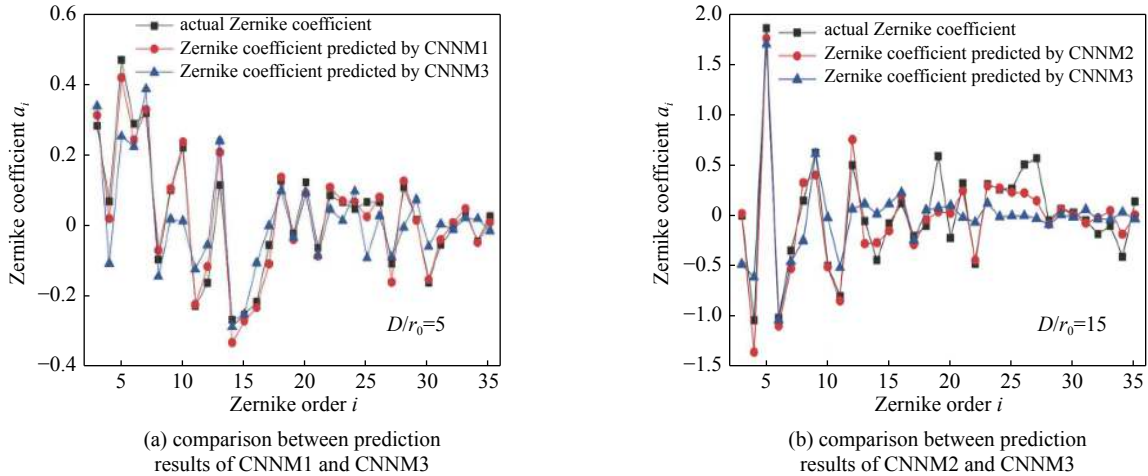 actual Zernike coefficient
Zernike coefficient predicted by CNNM1
Zernike coefficient predicted by CNNM3
0.6
0.4
0.2
0
−0.2
−0.4
Zernike coefficient aᵢ
D/r₀=5
5 10 15 20 25 30 35
Zernike order i
(a) comparison between prediction
results of CNNM1 and CNNM3
actual Zernike coefficient
Zernike coefficient predicted by CNNM2
Zernike coefficient predicted by CNNM3
2.0
1.5
1.0
0.5
0
−0.5
−1.0
−1.5
Zernike coefficient aᵢ
D/r₀=15
5 10 15 20 25 30 35
Zernike order i
(b) comparison between prediction
results of CNNM2 and CNNM3